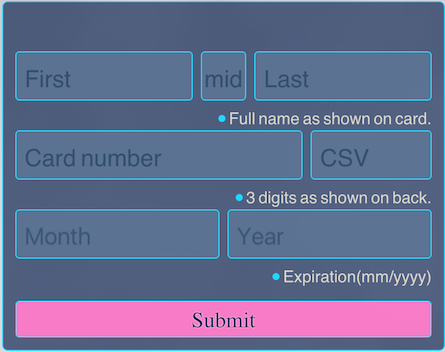 First mid Last
Full name as shown on card.
Card number CSV
3 digits as shown on back.
Month Year
Expiration(mm/yyyy)
Submit